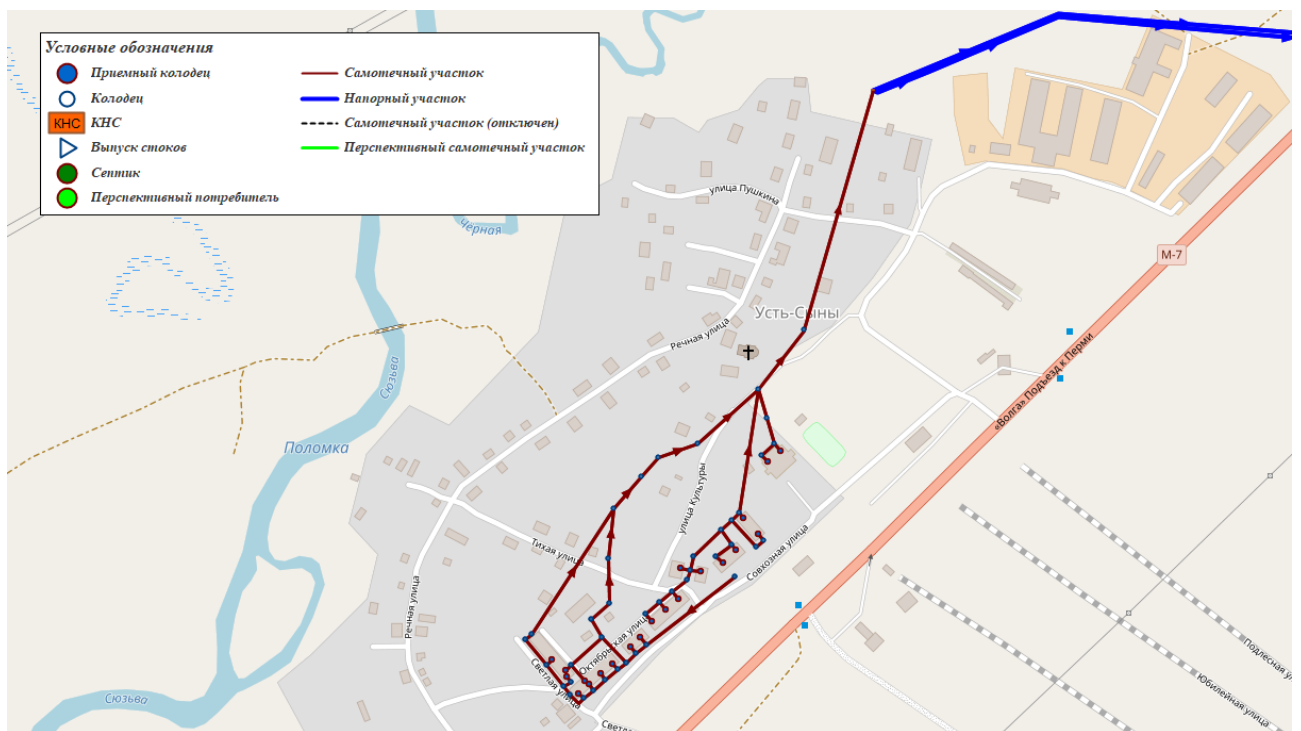 Условные обозначения
Приемный колодец
Самотечный участок
Колодец
Напорный участок
КНС
КНС
Самотечный участок (отключен)
Выпуск стоков
Перспективный самотечный участок
Септик
Перспективный потребитель
улица Пушкина
Черная
М-7
Усть-Сыны
Речная улица
Сюзьва
«Волга» Подъезд к Перми
Поломка
улица Культуры
Тихая улица
Совхозная улица
Речная улица
Октябрьская улица
Светлая улица
Подлесная ул
Юбилейная улица
Сюзьва
Светл